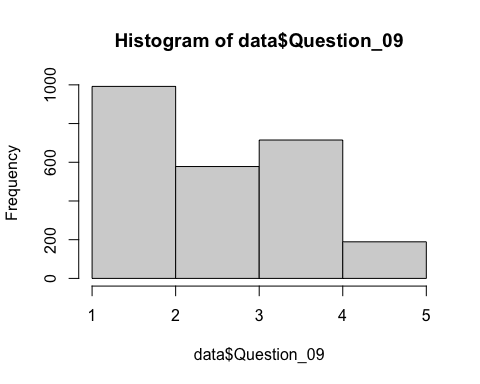 Histogram of data$Question_09
Frequency
1000
600
200
0
1 2 3 4 5
data$Question_09